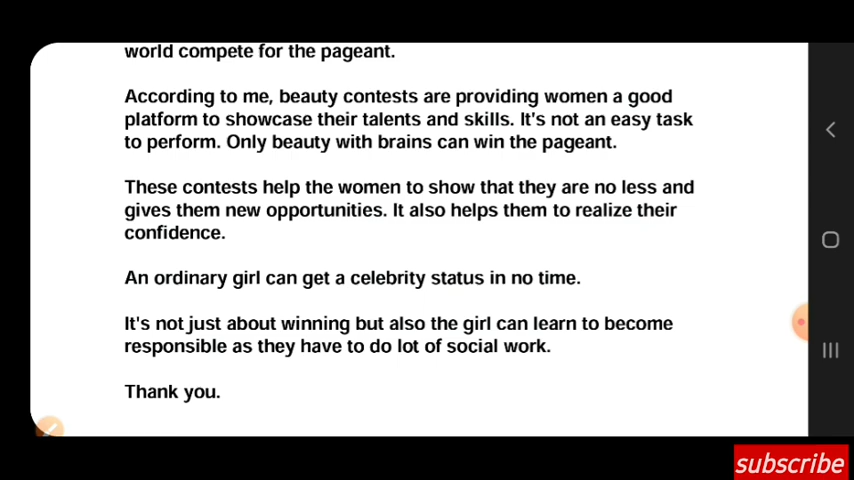 world compete for the pageant.
According to me, beauty contests are providing women a good
platform to showcase their talents and skills. It's not an easy task
to perform. Only beauty with brains can win the pageant.
These contests help the women to show that they are no less and
gives them new opportunities. It also helps them to realize their
confidence.
An ordinary girl can get a celebrity status in no time.
It's not just about winning but also the girl can learn to become
responsible as they have to do lot of social work.
Thank you.
subscribe